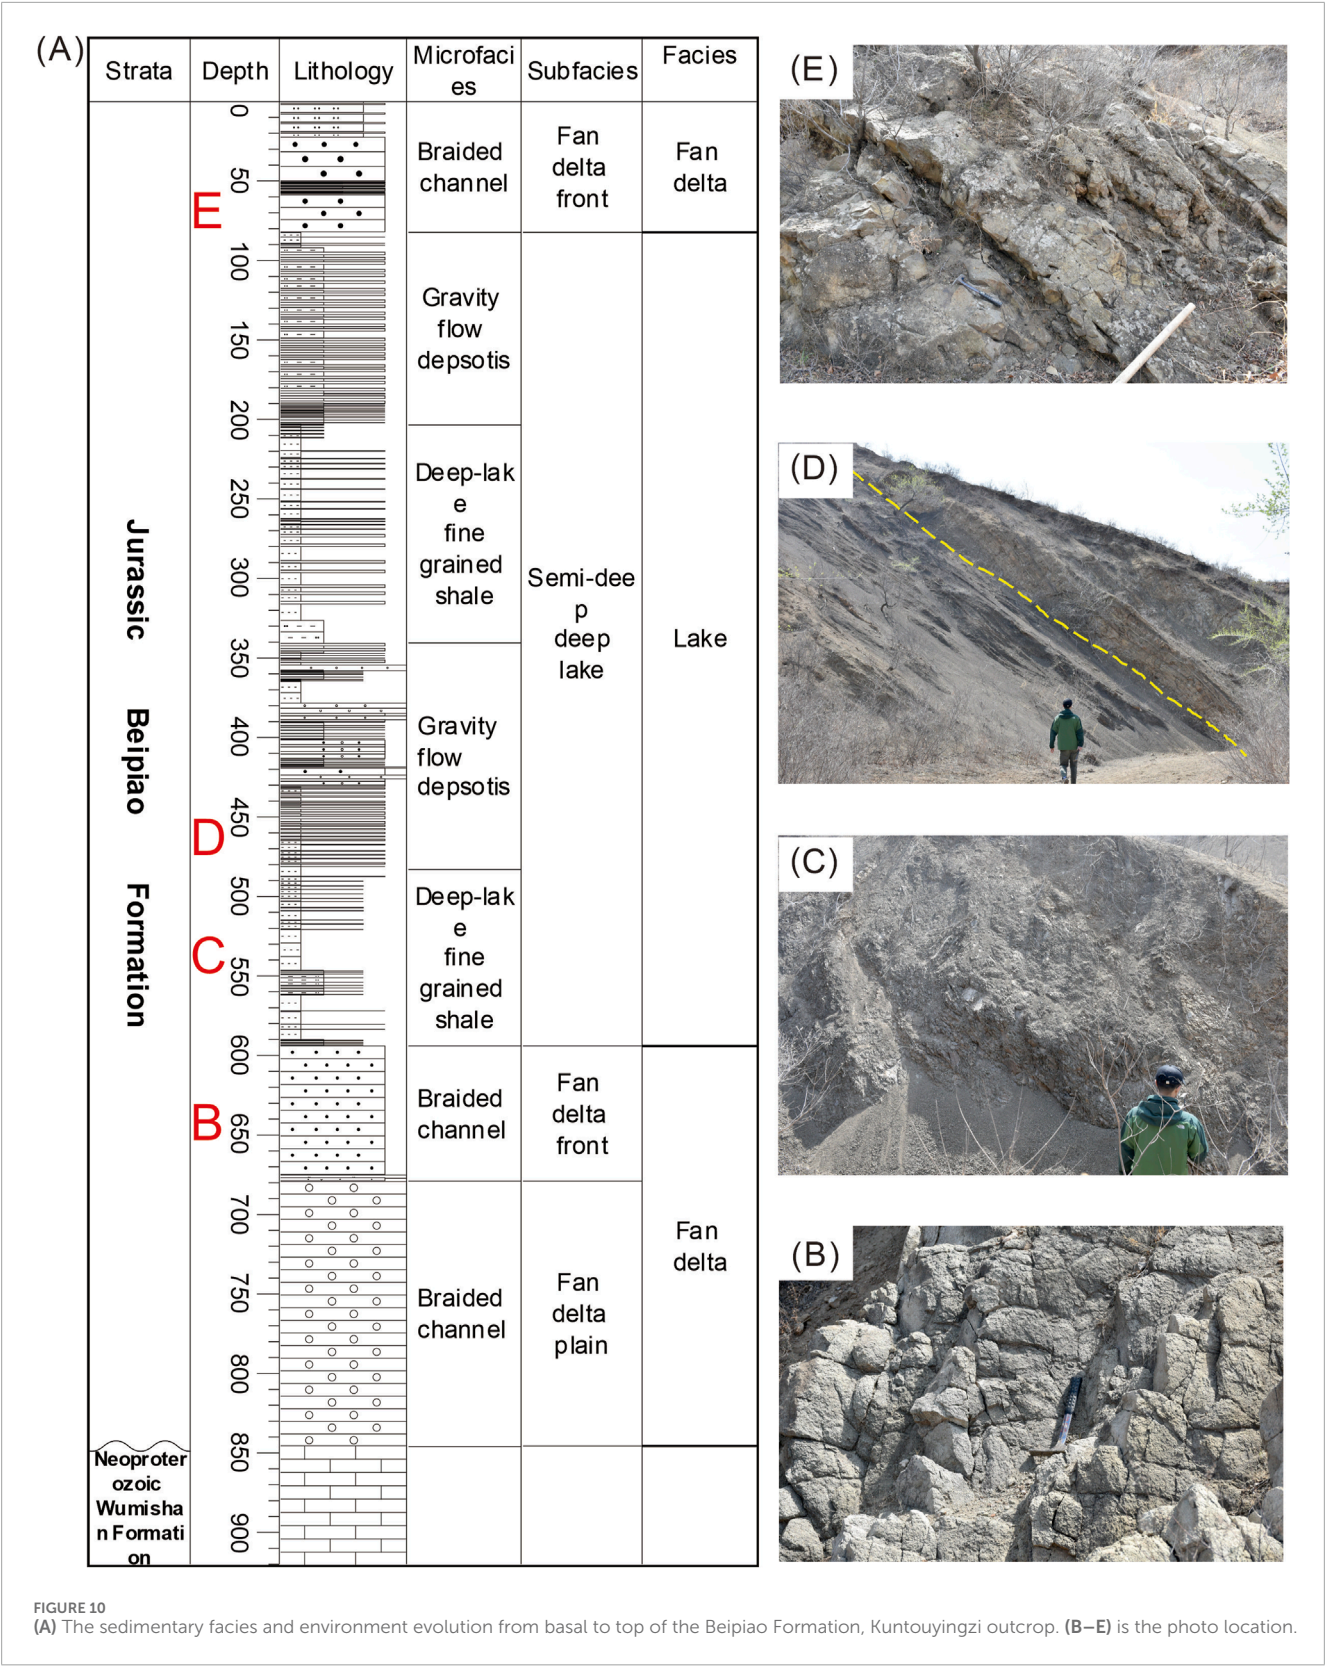 (A)
Strata
Depth
Lithology
Microfaci
es
Subfacies
Facies
0
50
100
150
200
250
300
350
400
450
500
550
600
650
700
750
800
850
900
E
D
C
B
Jurassic Beipiao Formation
Neoproter
ozoic
Wumisha
n Formati
on
Braided
channel
Gravity
flow
depsotis
Deep-lak
e
fine
grained
shale
Gravity
flow
depsotis
Deep-lak
e
fine
grained
shale
Braided
channel
Braided
channel
Fan
delta
front
Semi-dee
p
deep
lake
Fan
delta
front
Fan
delta
plain
Fan
delta
Lake
Fan
delta
(E)
(D)
(C)
(B)
FIGURE 10
(A) The sedimentary facies and environment evolution from basal to top of the Beipiao Formation, Kuntouyingzi outcrop. (B–E) is the photo location.